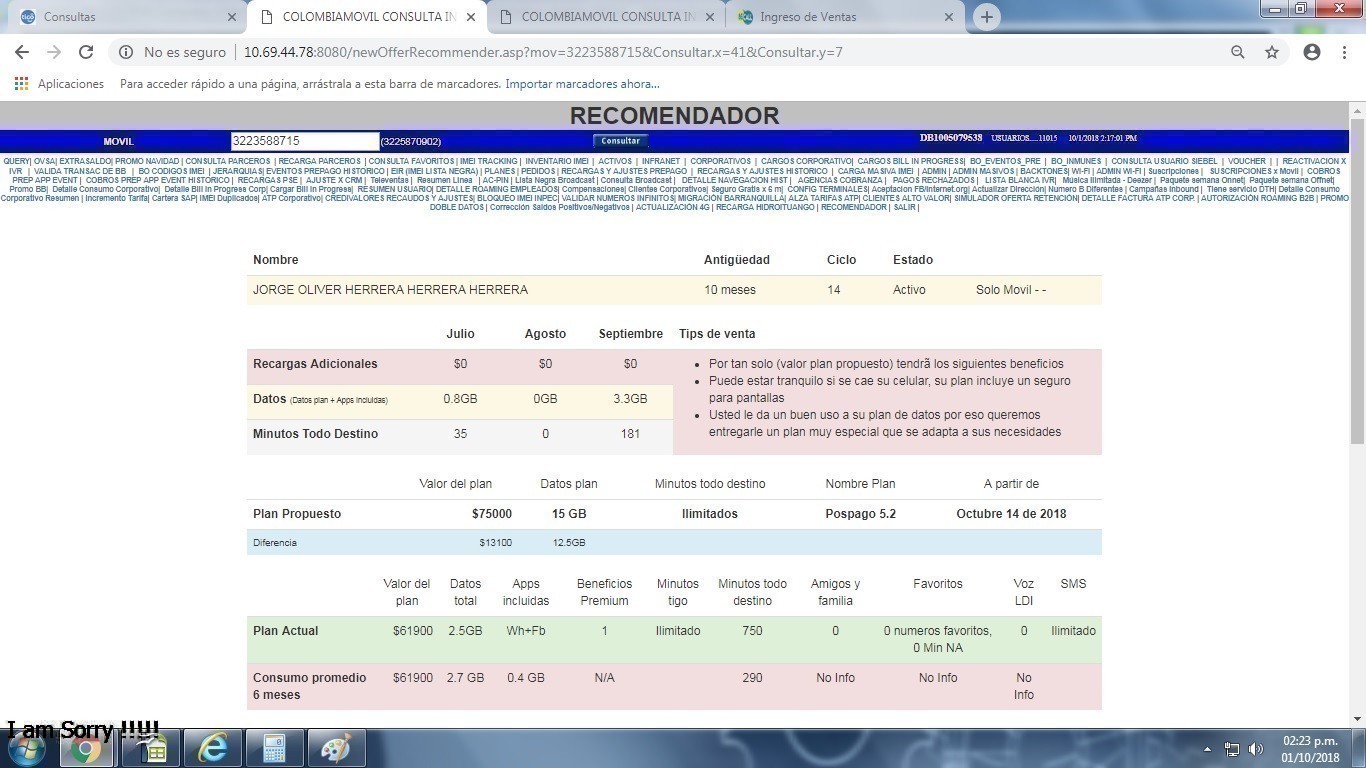 Consultas
COLOMBIAMOVIL CONSULTA IN
COLOMBIAMOVIL CONSULTA IN
Ingreso de Ventas
No es seguro | 10.69.44.78:8080/newOfferRecommender.asp?mov=3223588715&Consultar.x=41&Consultar.y=7
Aplicaciones Para acceder rápido a una página, arrástrala a esta barra de marcadores. Importar marcadores ahora...
RECOMENDADOR
MOVIL 3223588715 (3225870902) Consultar DB1005079538 USUARIOS....11015 10/1/2018 2:17:01 PM
QUERY| OVSA| EXTRASALDO| PROMO NAVIDAD | CONSULTA PARCEROS | RECARGA PARCEROS | CONSULTA FAVORITOS | IMEI TRACKING | INVENTARIO IMEI | ACTIVOS | INFRANET | CORPORATIVOS | CARGOS CORPORATIVO| CARGOS BILL IN PROGRESS| BO_EVENTOS_PRE | BO_INMUNES | CONSULTA USUARIO SIEBEL | VOUCHER | | REACTIVACION X
IVR | VALIDA TRANSAC DE BB | BO CODIGOS IMEI | JERARQUIAS| EVENTOS PREPAGO HISTORICO | EIR (IMEI LISTA NEGRA) | PLANES | PEDIDOS | RECARGAS Y AJUSTES PREPAGO | RECARGAS Y AJUSTES HISTORICO | CARGA MASIVA IMEI | ADMIN | ADMIN MASIVOS | BACKTONES| WI-FI | ADMIN WI-FI | Suscripciones | COBROS
PREP APP EVENT | COBROS PREP APP EVENT HISTORICO | RECARGAS PSE | AJUSTE X CRM | Televentas | Resumen Linea | AC-PIN | Lista Negra Broadcast | Consulta Broadcast | DETALLE NAVEGACION HIST | AGENCIAS COBRANZA | PAGOS RECHAZADOS | LISTA BLANCA IVR| Música Ilimitada - Deezer | Paquete semana Onnet| Paquete semana Offnet|
Promo BB| Detalle Consumo Corporativo| Detalle Bill In Progress Corp| Cargar Bill In Progress| RESUMEN USUARIO| DETALLE ROAMING EMPLEADOS| Compensaciones| Clientes Corporativos| Seguro Gratis x 6 m| CONFIG TERMINALES| Aceptacion FB/Internet.org| Actualizar Dirección| Numero B Diferentes | Campañas Inbound | Tiene servicio DTH| Detalle Consumo
Corporativo Resumen | Incremento Tarifa| Cartera SAP| IMEI Duplicados| ATP Corporativo| CREDIVALORES RECAUDOS Y AJUSTES| BLOQUEO IMEI INPEC| VALIDAR NUMEROS INFINITOS| MIGRACIÓN BARRANQUILLA| ALZA TARIFAS ATP| CLIENTES ALTO VALOR| SIMULADOR OFERTA RETENCION| DETALLE FACTURA ATP CORP. | AUTORIZACIÓN ROAMING B2B | PROMO
DOBLE DATOS | Corrección Saldos Positivos/Negativos | ACTUALIZACIÓN 4G | RECARGA HIDROITUANGO | RECOMENDADOR | SALIR |
Nombre Antigüedad Ciclo Estado
JORGE OLIVER HERRERA HERRERA HERRERA 10 meses 14 Activo Solo Movil - -
Julio Agosto Septiembre Tips de venta
Recargas Adicionales $0 $0 $0
Datos (Datos plan + Apps Incluidas) 0.8GB 0GB 3.3GB
Minutos Todo Destino 35 0 181
• Por tan solo (valor plan propuesto) tendrã los siguientes beneficios
• Puede estar tranquilo si se cae su celular, su plan incluye un seguro
para pantallas
• Usted le da un buen uso a su plan de datos por eso queremos
entregarle un plan muy especial que se adapta a sus necesidades
Valor del plan Datos plan Minutos todo destino Nombre Plan A partir de
Plan Propuesto $75000 15 GB Ilimitados Pospago 5.2 Octubre 14 de 2018
Diferencia $13100 12.5GB
Valor del plan Datos total Apps incluidas Beneficios Premium Minutos tigo Minutos todo destino Amigos y familia Favoritos Voz LDI SMS
Plan Actual $61900 2.5GB Wh+Fb 1 Ilimitado 750 0 0 numeros favoritos, 0 Min NA 0 Ilimitado
Consumo promedio 6 meses $61900 2.7 GB 0.4 GB N/A 290 No Info No Info No Info
I am Sorry !!!!!
02:23 p.m.
01/10/2018